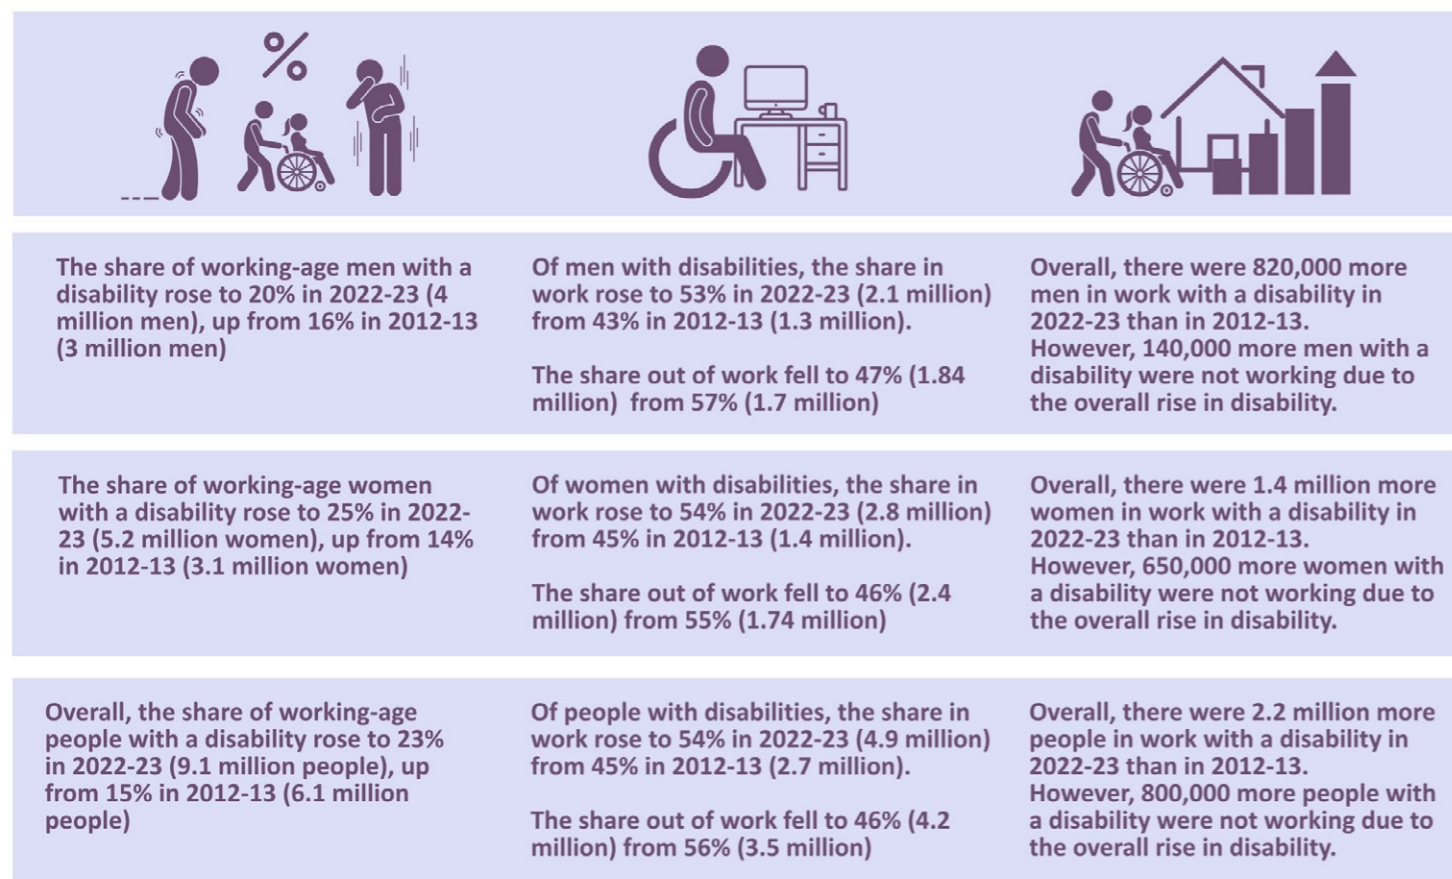 %
The share of working-age men with a
disability rose to 20% in 2022-23 (4
million men), up from 16% in 2012-13
(3 million men)
Of men with disabilities, the share in
work rose to 53% in 2022-23 (2.1 million)
from 43% in 2012-13 (1.3 million).
The share out of work fell to 47% (1.84
million)  from 57% (1.7 million)
Overall, there were 820,000 more
men in work with a disability in
2022-23 than in 2012-13.
However, 140,000 more men with a
disability were not working due to
the overall rise in disability.
The share of working-age women
with a disability rose to 25% in 2022-
23 (5.2 million women), up from 14%
in 2012-13 (3.1 million women)
Of women with disabilities, the share in
work rose to 54% in 2022-23 (2.8 million)
from 45% in 2012-13 (1.4 million).
The share out of work fell to 46% (2.4
million) from 55% (1.74 million)
Overall, there were 1.4 million more
women in work with a disability in
2022-23 than in 2012-13.
However, 650,000 more women with
a disability were not working due to
the overall rise in disability.
Overall, the share of working-age
people with a disability rose to 23%
in 2022-23 (9.1 million people), up
from 15% in 2012-13 (6.1 million
people)
Of people with disabilities, the share in
work rose to 54% in 2022-23 (4.9 million)
from 45% in 2012-13 (2.7 million).
The share out of work fell to 46% (4.2
million) from 56% (3.5 million)
Overall, there were 2.2 million more
people in work with a disability in
2022-23 than in 2012-13.
However, 800,000 more people with
a disability were not working due to
the overall rise in disability.